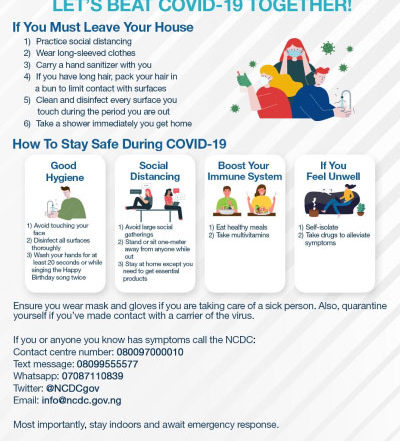 LET'S BEAT COVID-19 TOGETHER!
If You Must Leave Your House
1) Practice social distancing
2) Wear long-sleeved clothes
3) Carry a hand sanitizer with you
4) If you have long hair, pack your hair in
a bun to limit contact with surfaces
5) Clean and disinfect every surface you
touch during the period you are out
6) Take a shower immediately you get home
How To Stay Safe During COVID-19
Good
Hygiene
1) Avoid touching your
face
2) Disinfect all surfaces
thoroughly
3) Wash your hands for at
least 20 seconds or while
singing the Happy
Birthday song twice
Social
Distancing
1) Avoid large social
gatherings
2) Stand or sit one-meter
away from anyone while
out
3) Stay at home except you
need to get essential
products
Boost Your
Immune System
1) Eat healthy meals
2) Take multivitamins
If You
Feel Unwell
1) Self-isolate
2) Take drugs to alleviate
symptoms
Ensure you wear mask and gloves if you are taking care of a sick person. Also, quarantine
yourself if you've made contact with a carrier of the virus.
If you or anyone you know has symptoms call the NCDC:
Contact centre number: 080097000010
Text message: 08099555577
Whatsapp: 07087110839
Twitter: @NCDCgov
Email: info@ncdc.gov.ng
Most importantly, stay indoors and await emergency response.